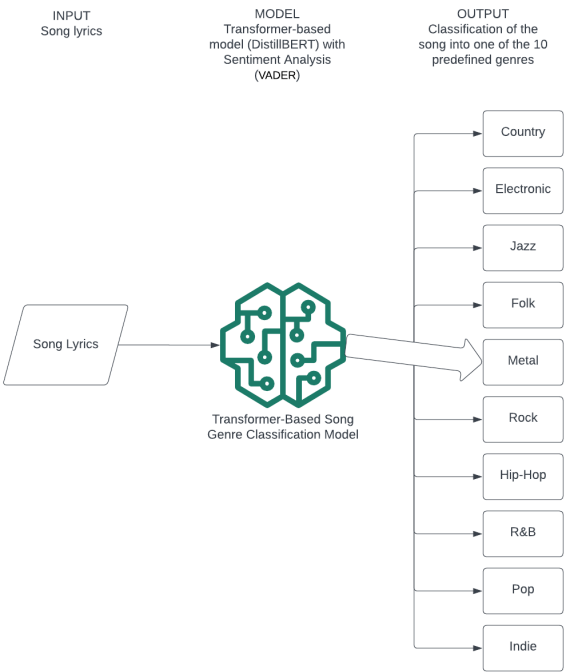 INPUT
Song lyrics
MODEL
Transformer-based
model (DistillBERT) with
Sentiment Analysis
(VADER)
OUTPUT
Classification of the
song into one of the 10
predefined genres
Country
Electronic
Jazz
Folk
Song Lyrics
Metal
Transformer-Based Song
Genre Classification Model
Rock
Hip-Hop
R&B
Pop
Indie